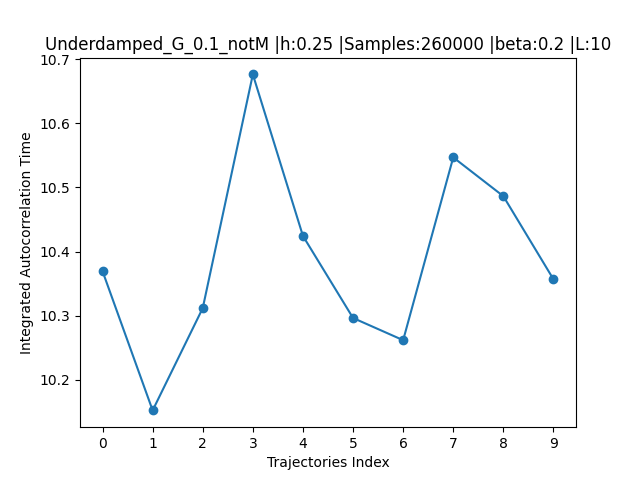 Underdamped_G_0.1_notM |h:0.25 |Samples:260000 |beta:0.2 |L:10
10.7
10.6
10.5
10.4
10.3
10.2
Integrated Autocorrelation Time
0 1 2 3 4 5 6 7 8 9
Trajectories Index